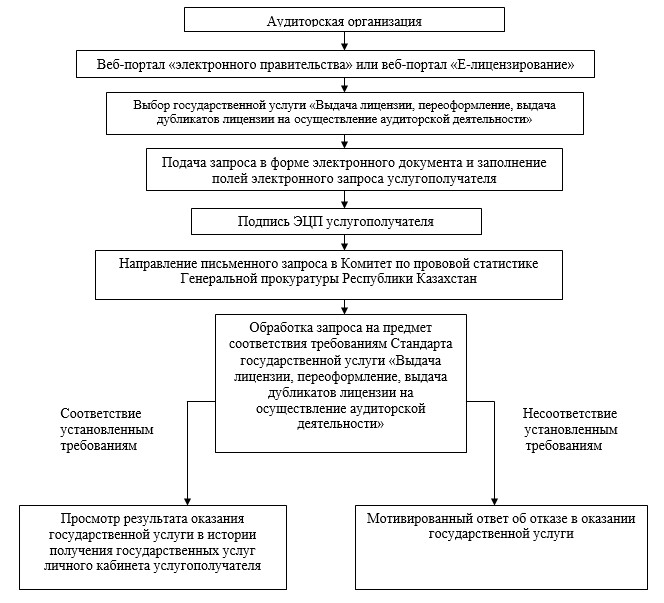 Аудиторская организация
Веб-портал «электронного правительства» или веб-портал «Е-лицензирование»
Выбор государственной услуги «Выдача лицензии, переоформление, выдача
дубликатов лицензии на осуществление аудиторской деятельности»
Подача запроса в форме электронного документа и заполнение
полей электронного запроса услугополучателя
Подпись ЭЦП услугополучателя
Направление письменного запроса в Комитет по прововой статистике
Генеральной прокуратуры Республики Казахстан
Обработка запроса на предмет
соответствия требованиям Стандарта
государственной услуги «Выдача
лицензии, переоформление, выдача
дубликатов лицензии на
осуществление аудиторской
деятельности»
Соответствие
установленным
требованиям
Несоответствие
установленным
требованиям
Просмотр результата оказания
государственной услуги в истории
получения государственных услуг
личного кабинета услугополучателя
Мотивированный ответ об отказе в оказании
государственной услуги